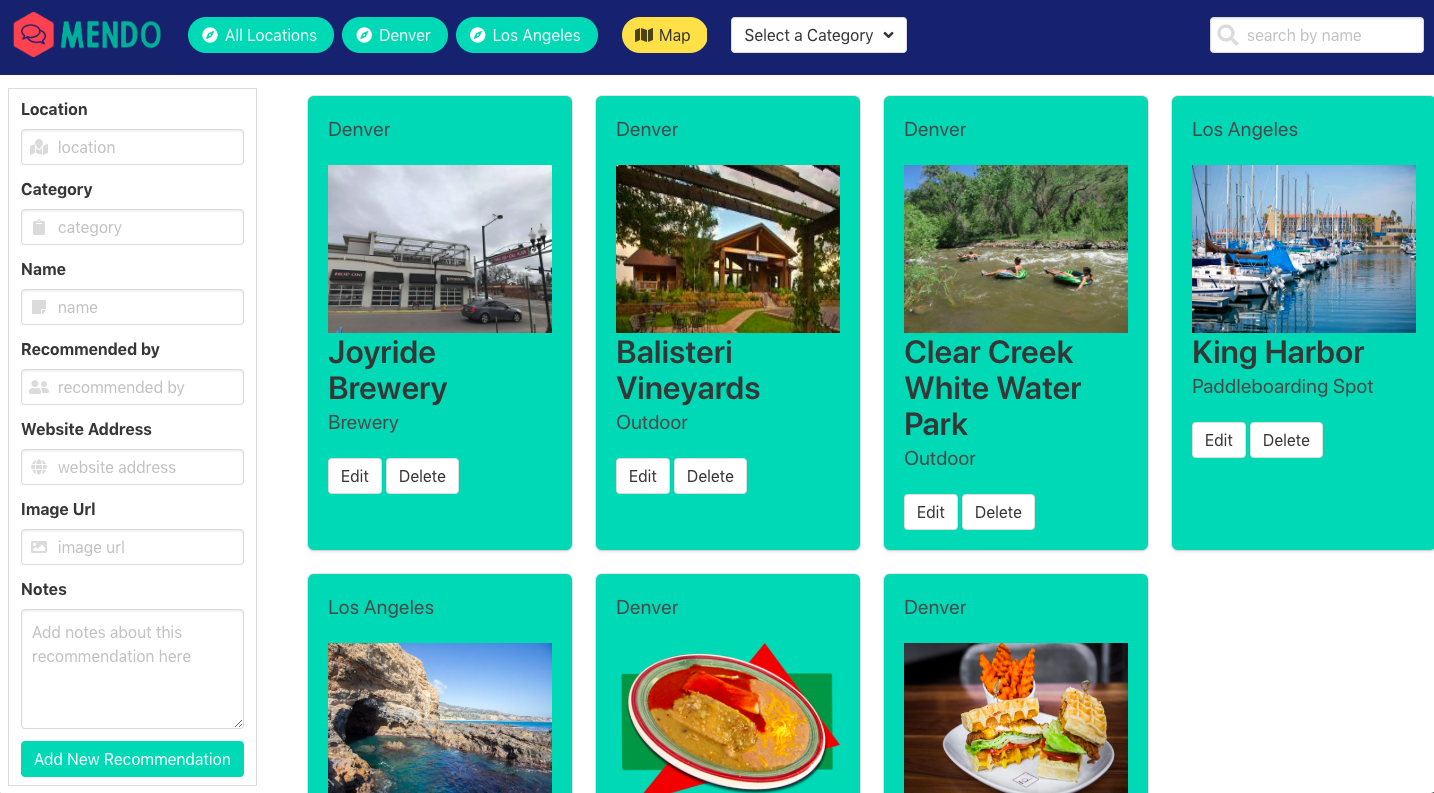 MENDO
All Locations
Denver
Los Angeles
Map
Select a Category
search by name
Location
location
Category
category
Name
name
Recommended by
recommended by
Website Address
website address
Image Url
image url
Notes
Add notes about this
recommendation here
Add New Recommendation
Denver
Joyride
Brewery
Brewery
Edit
Delete
Denver
Balisteri
Vineyards
Outdoor
Edit
Delete
Denver
Clear Creek
White Water
Park
Outdoor
Edit
Delete
Los Angeles
King Harbor
Paddleboarding Spot
Edit
Delete
Los Angeles
Denver
Denver